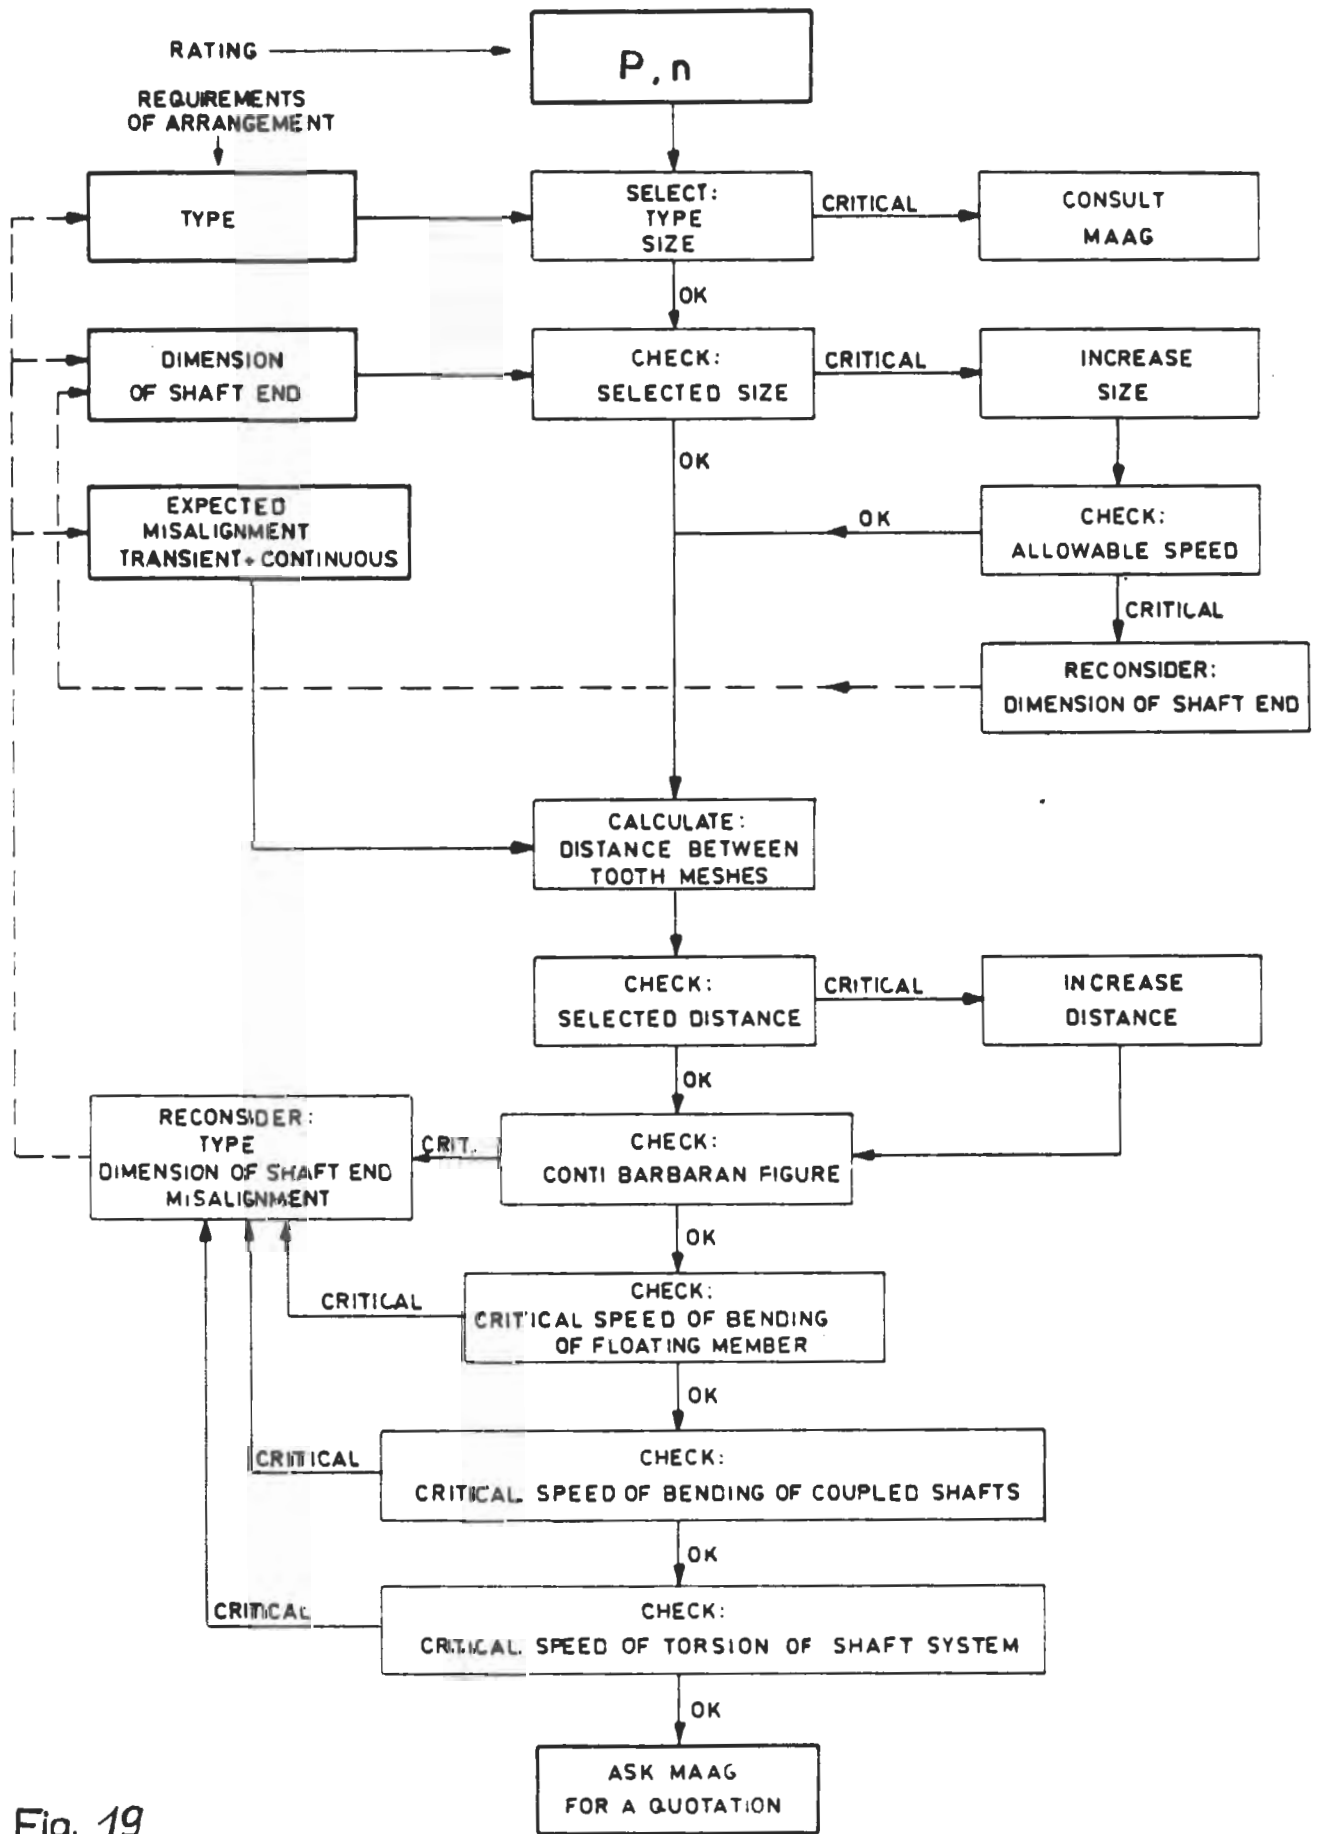 RATING
P, n
REQUIREMENTS
OF ARRANGEMENT
TYPE
SELECT:
TYPE
SIZE
CRITICAL
CONSULT
MAAG
OK
DIMENSION
OF SHAFT END
CHECK:
SELECTED SIZE
CRITICAL
INCREASE
SIZE
OK
EXPECTED
MISALIGNMENT
TRANSIENT + CONTINUOUS
OK
CHECK:
ALLOWABLE SPEED
CRITICAL
RECONSIDER:
DIMENSION OF SHAFT END
CALCULATE:
DISTANCE BETWEEN
TOOTH MESHES
CHECK:
SELECTED DISTANCE
CRITICAL
INCREASE
DISTANCE
OK
RECONSIDER:
TYPE
DIMENSION OF SHAFT END
MISALIGNMENT
CRIT.
CHECK:
CONTI BARBARAN FIGURE
OK
CRITICAL
CHECK:
CRITICAL SPEED OF BENDING
OF FLOATING MEMBER
OK
CRITICAL
CHECK:
CRITICAL SPEED OF BENDING OF COUPLED SHAFTS
OK
CRITICAL
CHECK:
CRITICAL SPEED OF TORSION OF SHAFT SYSTEM
OK
ASK MAAG
FOR A QUOTATION
Fig. 19